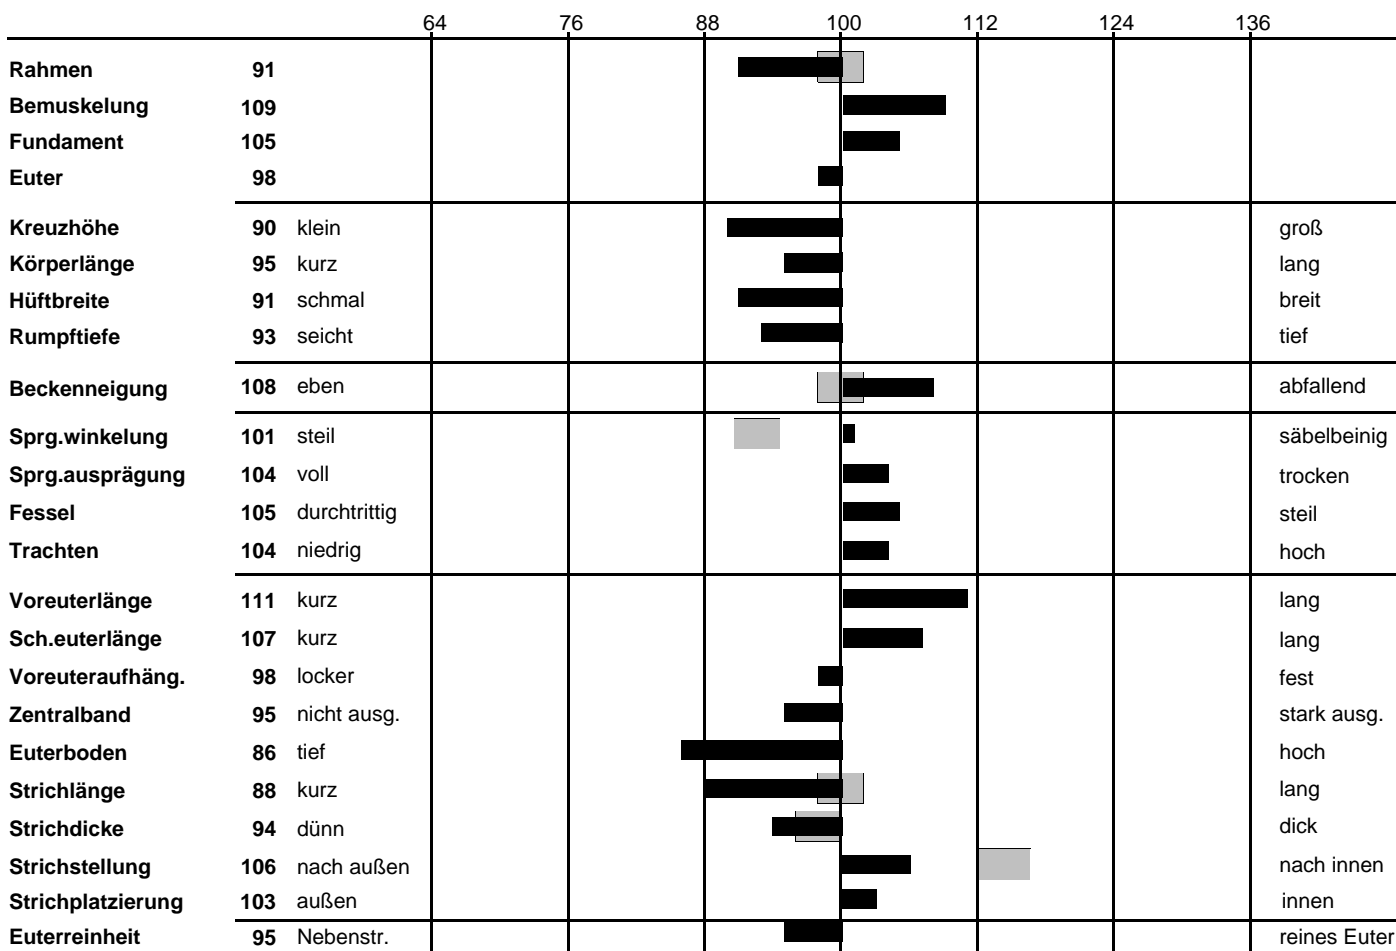 64 76 88 100 112 124 136
Rahmen 91
Bemuskelung 109
Fundament 105
Euter 98
Kreuzhöhe 90 klein groß
Körperlänge 95 kurz lang
Hüftbreite 91 schmal breit
Rumpftiefe 93 seicht tief
Beckenneigung 108 eben abfallend
Sprg.winkelung 101 steil säbelbeinig
Sprg.ausprägung 104 voll trocken
Fessel 105 durchtrittig steil
Trachten 104 niedrig hoch
Voreuterlänge 111 kurz lang
Sch.euterlänge 107 kurz lang
Voreuteraufhäng. 98 locker fest
Zentralband 95 nicht ausg. stark ausg.
Euterboden 86 tief hoch
Strichlänge 88 kurz lang
Strichdicke 94 dünn dick
Strichstellung 106 nach außen nach innen
Strichplatzierung 103 außen innen
Euterreinheit 95 Nebenstr. reines Euter